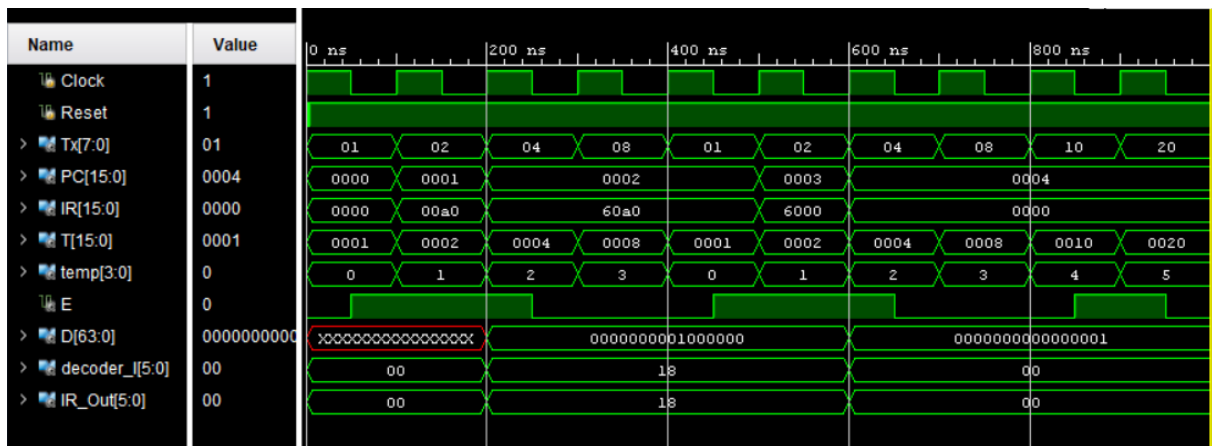 Name Value 0 ns 200 ns 400 ns 600 ns 800 ns
Clock 1
Reset 1
Tx[7:0] 01 01 02 04 08 01 02 04 08 10 20
PC[15:0] 0004 0000 0001 0002 0003 0004
IR[15:0] 0000 0000 00a0 60a0 6000 0000
T[15:0] 0001 0001 0002 0004 0008 0001 0002 0004 0008 0010 0020
temp[3:0] 0 0 1 2 3 0 1 2 3 4 5
E 0
D[63:0] 0000000000 XXXXXXXXXXXXXXXX 0000000001000000 0000000000000001
decoder_I[5:0] 00 00 18 00
IR_Out[5:0] 00 00 18 00